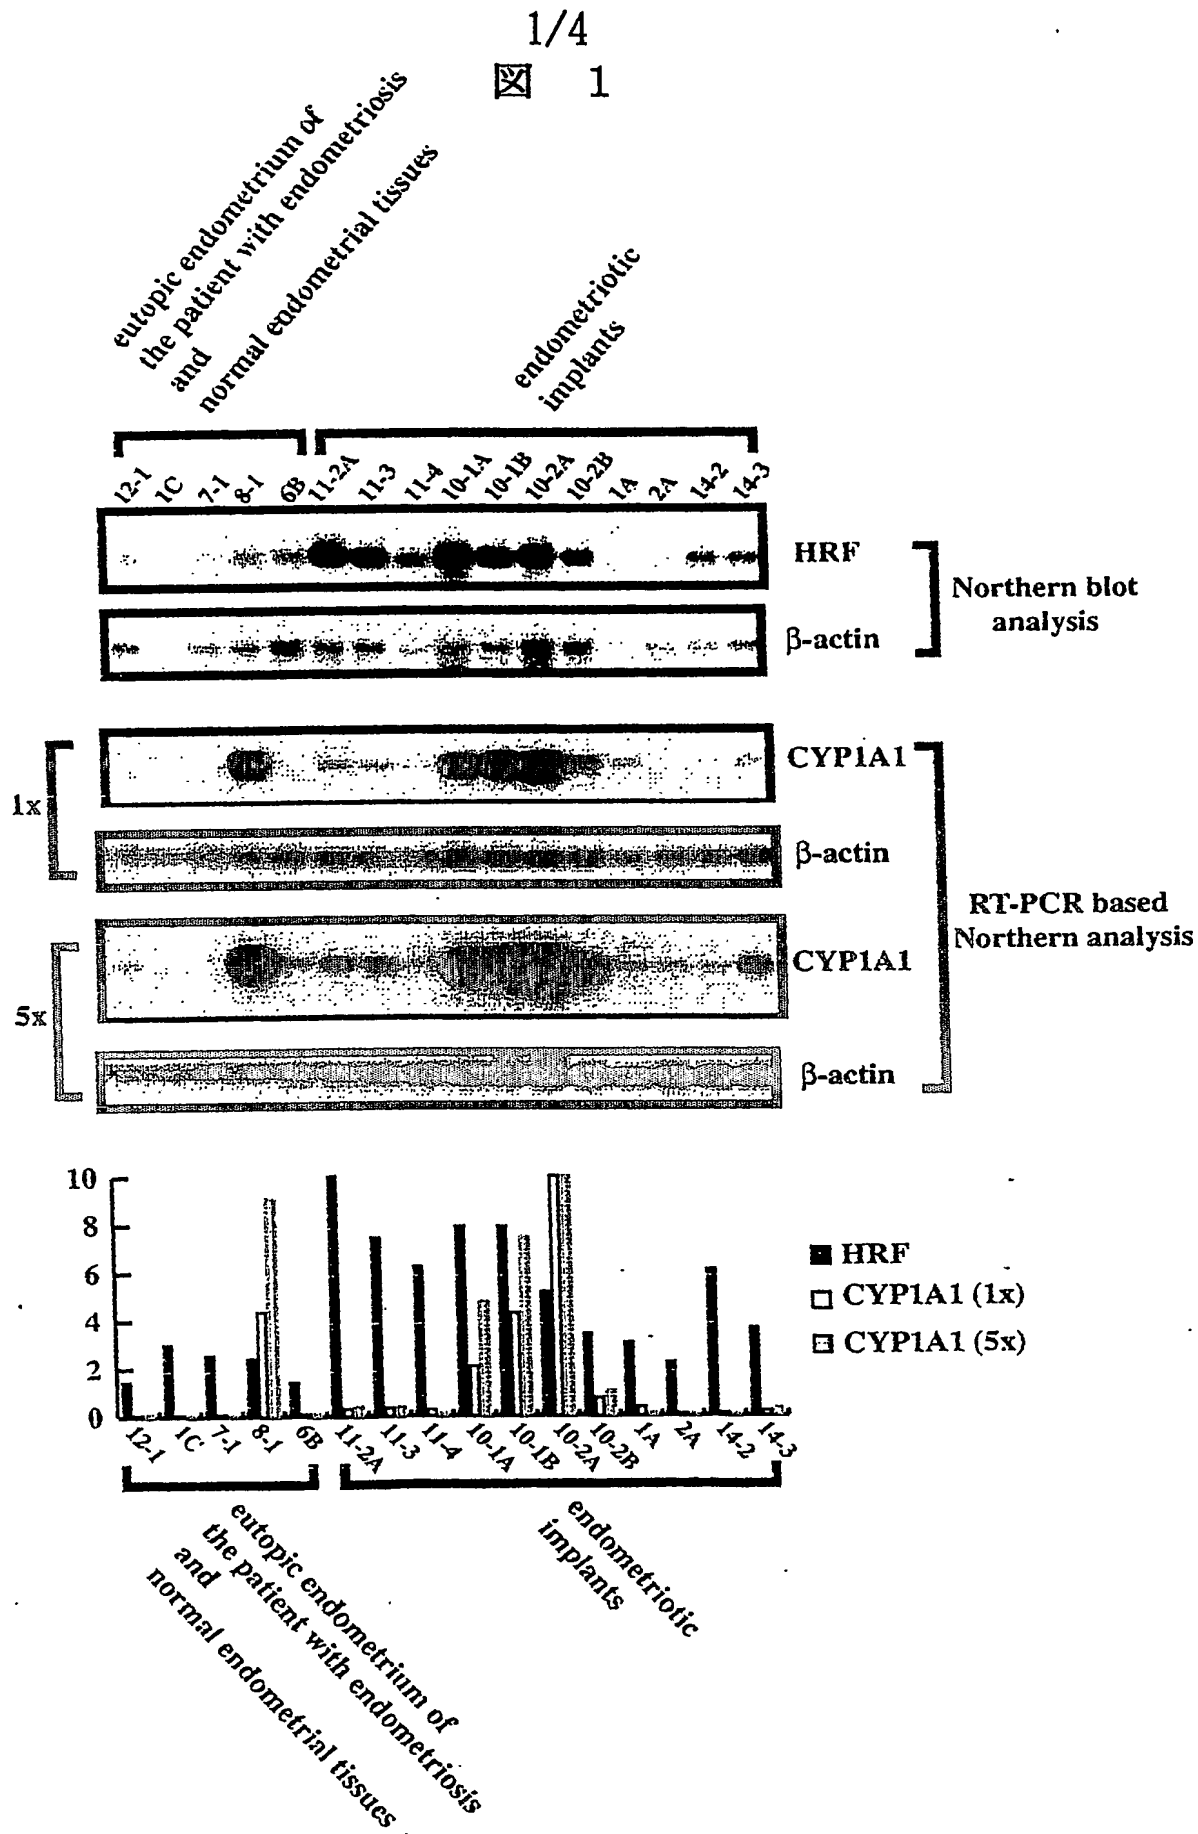 1/4
図 1
eutopic endometrium of
the patient with endometriosis
and
normal endometrial tissues
endometriotic
implants
12-1 1C 7-1 8-1 6B 11-2A 11-3 11-4 10-1A 10-1B 10-2A 10-2B 1A 2A 14-2 14-3
HRF
β-actin
Northern blot
analysis
1x
CYP1A1
β-actin
5x
CYP1A1
β-actin
RT-PCR based
Northern analysis
10
8
6
4
2
0
HRF
CYP1A1 (1x)
CYP1A1 (5x)
12-1 1C 7-1 8-1 6B 11-2A 11-3 11-4 10-1A 10-1B 10-2A 10-2B 1A 2A 14-2 14-3
eutopic endometrium of
the patient with endometriosis
and
normal endometrial tissues
endometriotic
implants